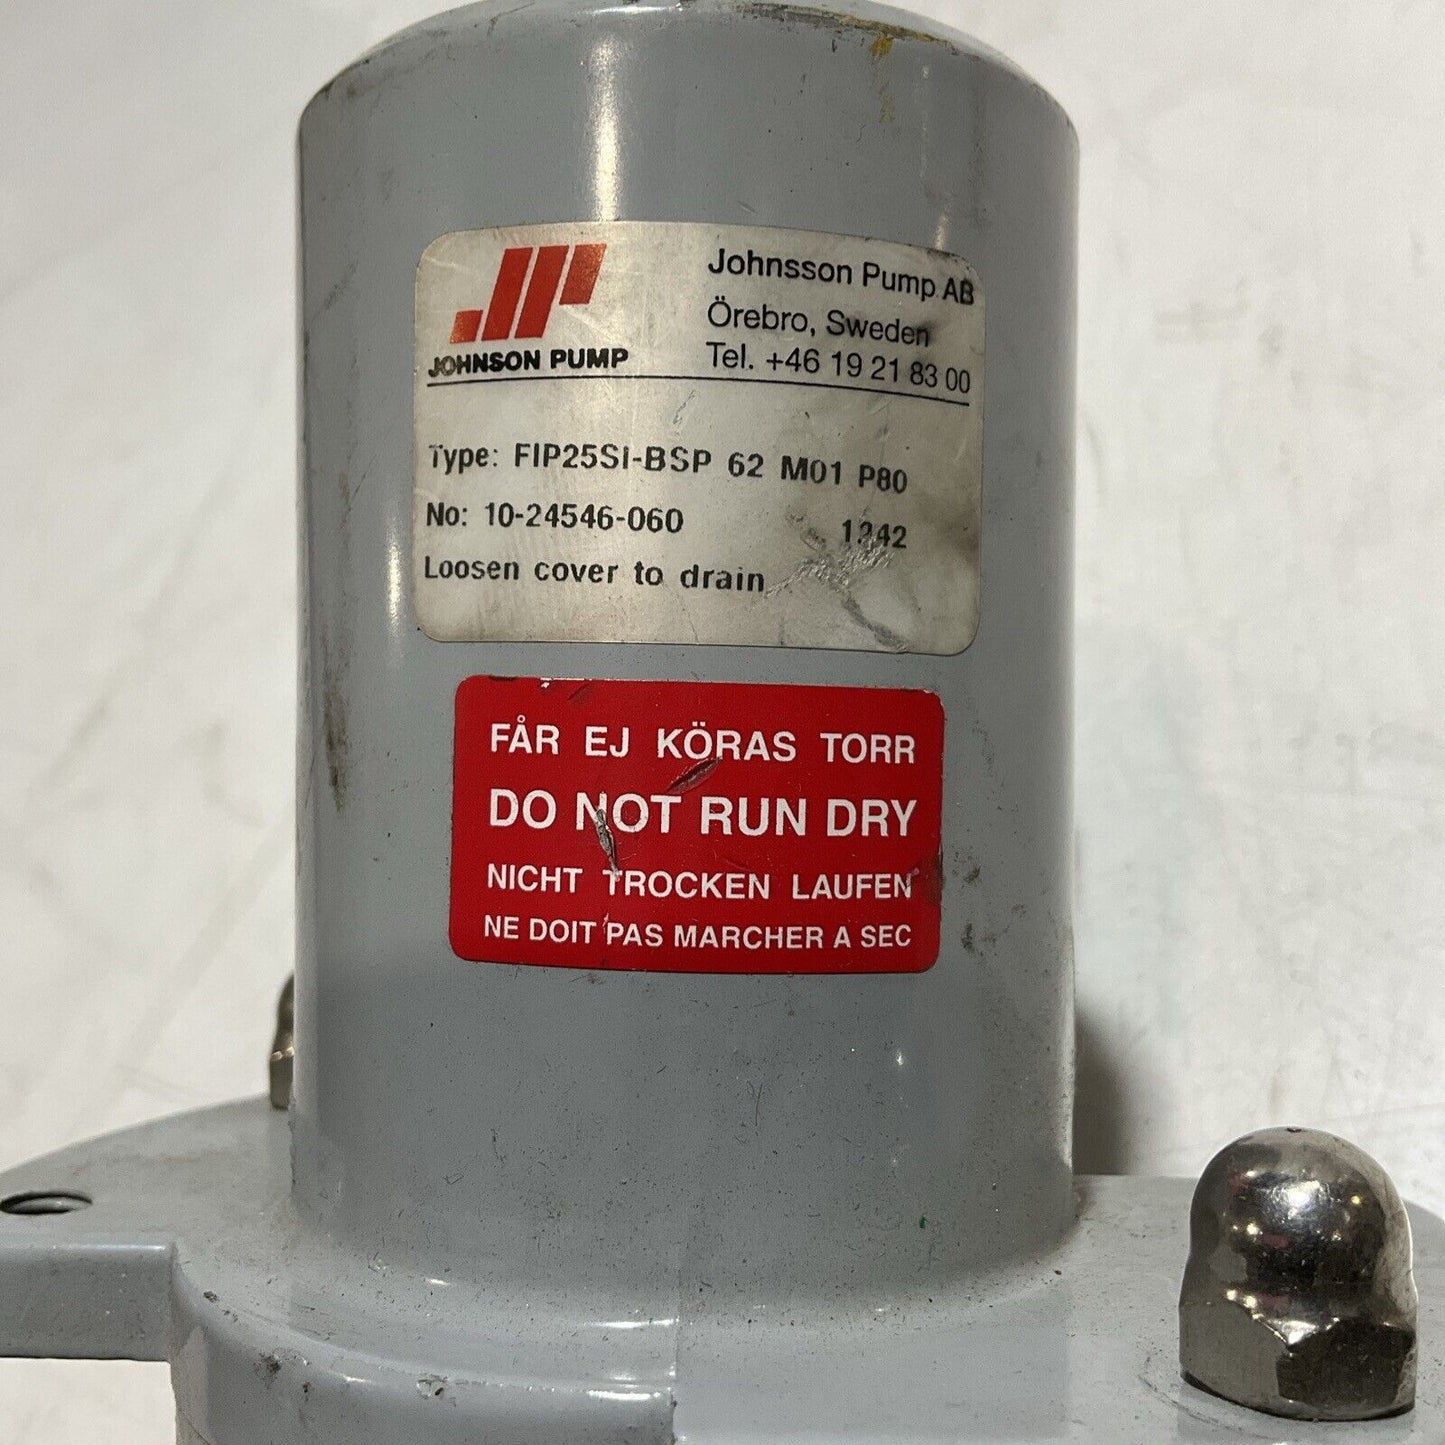 JOHNSON PUMP
Johnsson Pump AB
Örebro, Sweden
Tel. +46 19 21 83 00
Type: FIP25SI-BSP 62 M01 P80
No: 10-24546-060 1242
Loosen cover to drain
FÅR EJ KÖRAS TORR
DO NOT RUN DRY
NICHT TROCKEN LAUFEN
NE DOIT PAS MARCHER A SEC